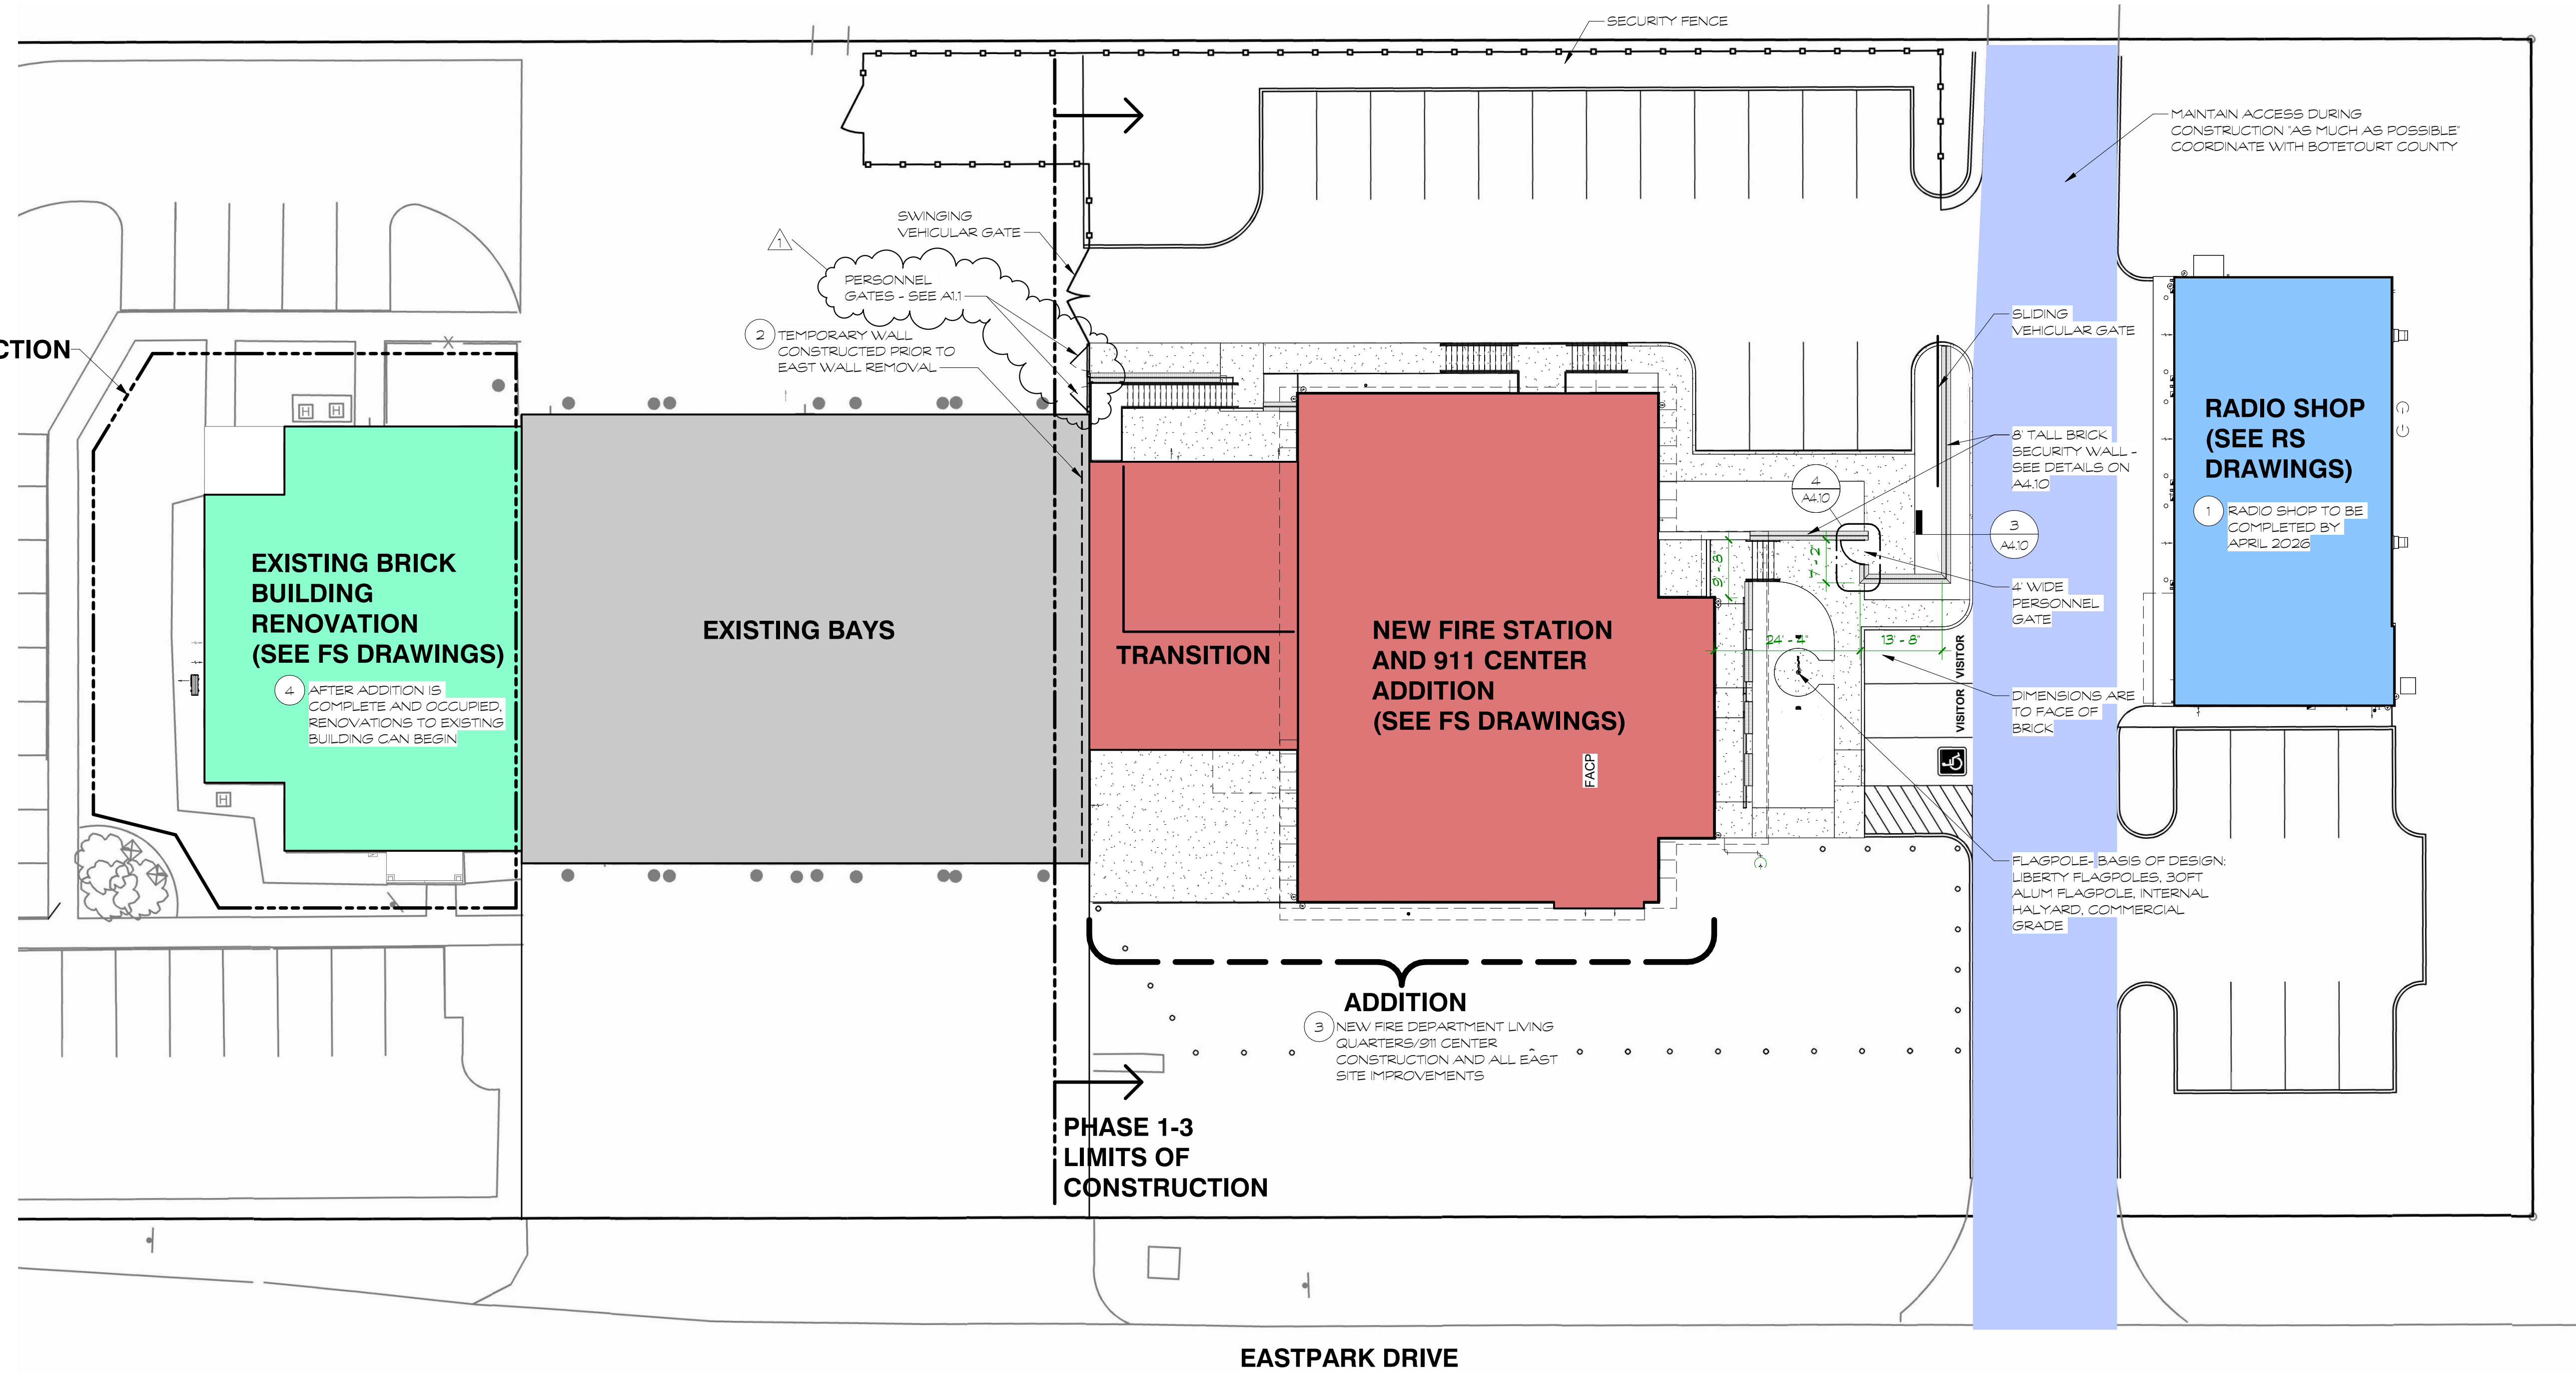 SECURITY FENCE
MAINTAIN ACCESS DURING
CONSTRUCTION "AS MUCH AS POSSIBLE"
COORDINATE WITH BOTETOURT COUNTY
SWINGING
VEHICULAR GATE
1
PERSONNEL
GATES - SEE A1.1
2
TEMPORARY WALL
CONSTRUCTED PRIOR TO
EAST WALL REMOVAL
CTION
X
H
H
SLIDING
VEHICULAR GATE
RADIO SHOP
(SEE RS
DRAWINGS)
1
RADIO SHOP TO BE
COMPLETED BY
APRIL 2026
8' TALL BRICK
SECURITY WALL -
SEE DETAILS ON
A4.10
4
A4.10
3
A4.10
4' WIDE
PERSONNEL
GATE
9' - 8"
7' - 2"
24' - 4"
13' - 8"
EXISTING BRICK
BUILDING
RENOVATION
(SEE FS DRAWINGS)
4
AFTER ADDITION IS
COMPLETE AND OCCUPIED,
RENOVATIONS TO EXISTING
BUILDING CAN BEGIN
H
EXISTING BAYS
TRANSITION
NEW FIRE STATION
AND 911 CENTER
ADDITION
(SEE FS DRAWINGS)
FACP
VISITOR
VISITOR
DIMENSIONS ARE
TO FACE OF
BRICK
FLAGPOLE- BASIS OF DESIGN:
LIBERTY FLAGPOLES, 30FT
ALUM FLAGPOLE, INTERNAL
HALYARD, COMMERCIAL
GRADE
ADDITION
3
NEW FIRE DEPARTMENT LIVING
QUARTERS/911 CENTER
CONSTRUCTION AND ALL EAST
SITE IMPROVEMENTS
PHASE 1-3
LIMITS OF
CONSTRUCTION
EASTPARK DRIVE